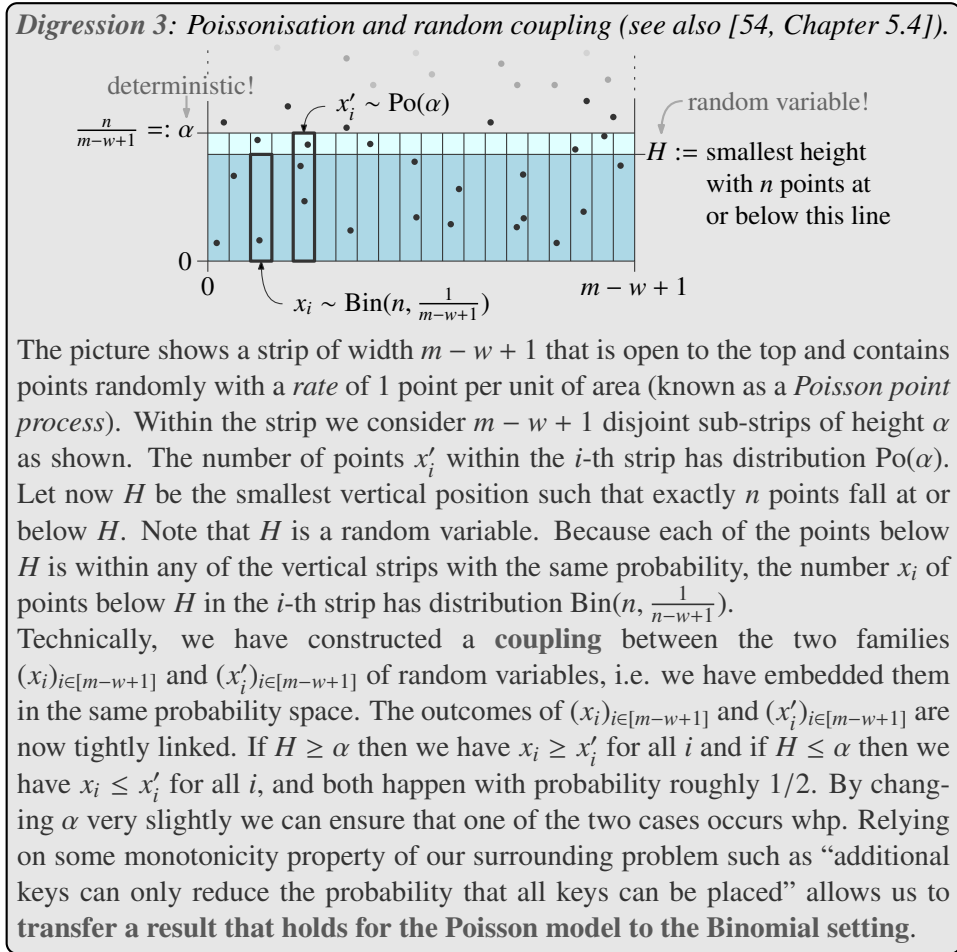 Digression 3: Poissonisation and random coupling (see also [54, Chapter 5.4]).
deterministic!
x′ᵢ ∼ Po(α)
random variable!
n/(m−w+1) =: α
H := smallest height
with n points at
or below this line
0
0
m − w + 1
xᵢ ∼ Bin(n, 1/(m−w+1))
The picture shows a strip of width m − w + 1 that is open to the top and contains
points randomly with a rate of 1 point per unit of area (known as a Poisson point
process). Within the strip we consider m − w + 1 disjoint sub-strips of height α
as shown. The number of points x′ᵢ within the i-th strip has distribution Po(α).
Let now H be the smallest vertical position such that exactly n points fall at or
below H. Note that H is a random variable. Because each of the points below
H is within any of the vertical strips with the same probability, the number xᵢ of
points below H in the i-th strip has distribution Bin(n, 1/(n−w+1)).
Technically, we have constructed a coupling between the two families
(xᵢ)i∈[m−w+1] and (x′ᵢ)i∈[m−w+1] of random variables, i.e. we have embedded them
in the same probability space. The outcomes of (xᵢ)i∈[m−w+1] and (x′ᵢ)i∈[m−w+1] are
now tightly linked. If H ≥ α then we have xᵢ ≥ x′ᵢ for all i and if H ≤ α then we
have xᵢ ≤ x′ᵢ for all i, and both happen with probability roughly 1/2. By chang-
ing α very slightly we can ensure that one of the two cases occurs whp. Relying
on some monotonicity property of our surrounding problem such as “additional
keys can only reduce the probability that all keys can be placed” allows us to
transfer a result that holds for the Poisson model to the Binomial setting.